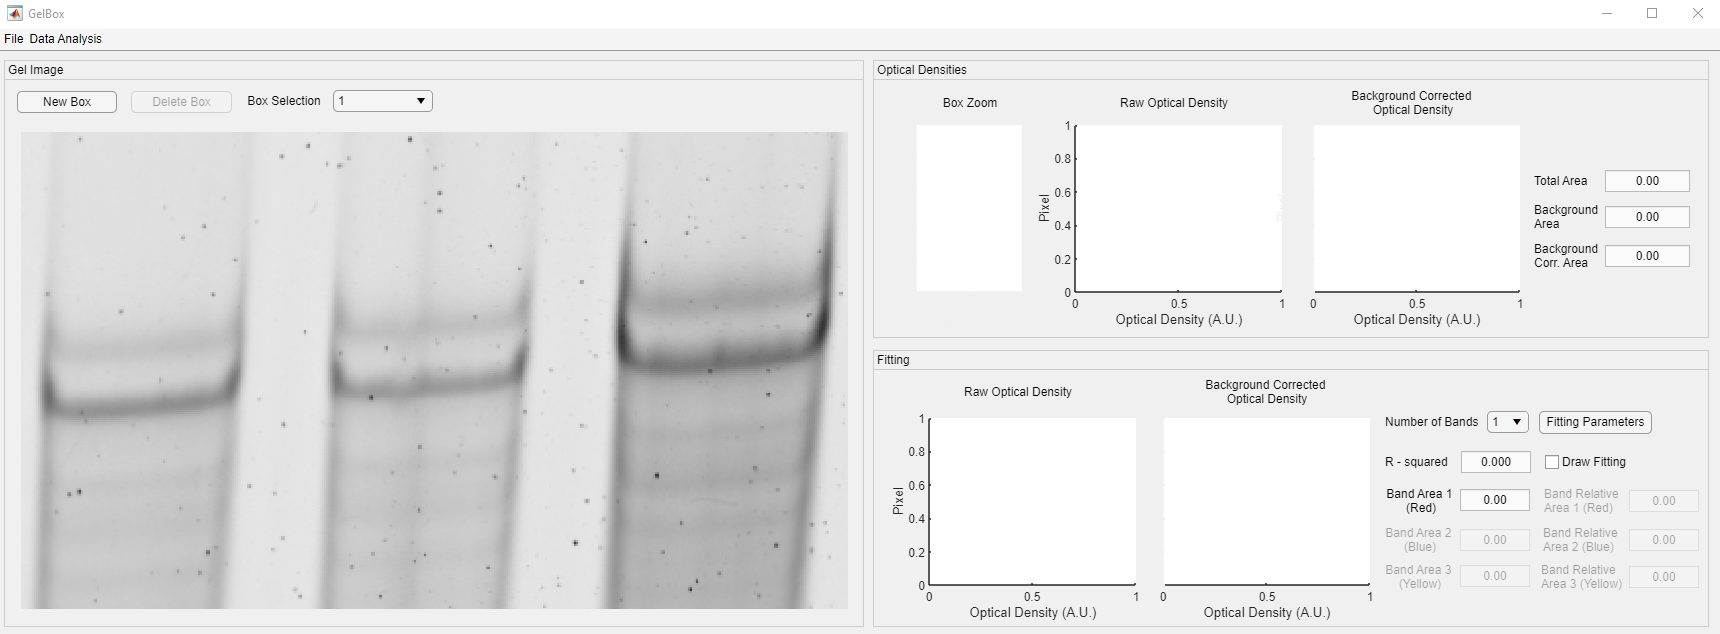 GelBox
File Data Analysis
Gel Image
New Box
Delete Box
Box Selection
1
Optical Densities
Box Zoom
Raw Optical Density
Background Corrected
Optical Density
1
0.8
0.6
0.4
0.2
0
Pixel
0
0.5
1
Optical Density (A.U.)
Pixel
0
0.5
1
Optical Density (A.U.)
Total Area
0.00
Background
Area
0.00
Background
Corr. Area
0.00
Fitting
Raw Optical Density
Background Corrected
Optical Density
1
0.8
0.6
0.4
0.2
0
Pixel
0
0.5
1
Optical Density (A.U.)
0
0.5
1
Optical Density (A.U.)
Number of Bands
1
Fitting Parameters
R - squared
0.000
Draw Fitting
Band Area 1
(Red)
0.00
Band Relative
Area 1 (Red)
0.00
Band Area 2
(Blue)
0.00
Band Relative
Area 2 (Blue)
0.00
Band Area 3
(Yellow)
0.00
Band Relative
Area 3 (Yellow)
0.00